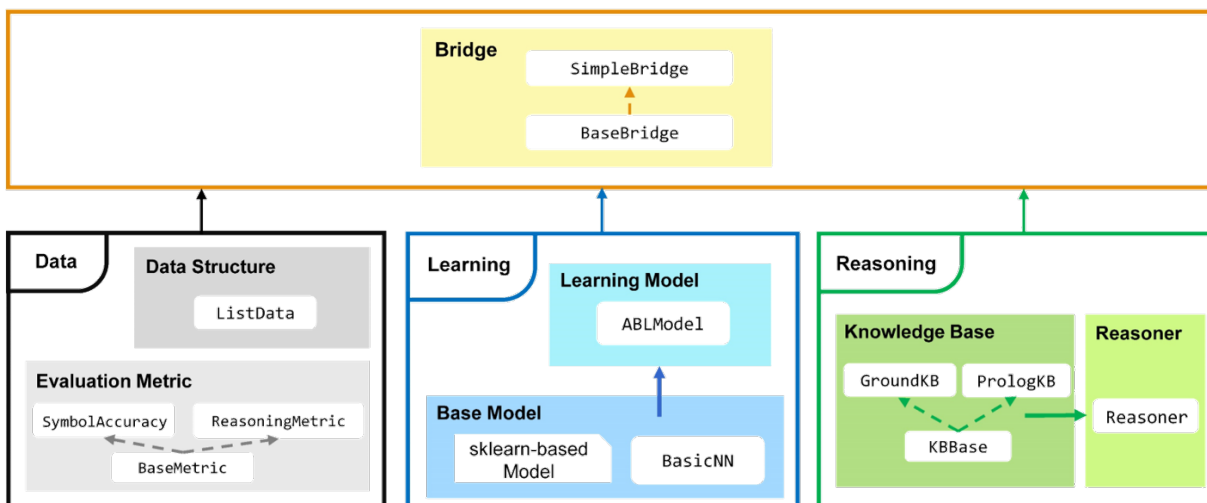 Bridge
SimpleBridge
BaseBridge
Data
Data Structure
ListData
Evaluation Metric
SymbolAccuracy
ReasoningMetric
BaseMetric
Learning
Learning Model
ABLModel
Base Model
sklearn-based
Model
BasicNN
Reasoning
Knowledge Base
GroundKB
PrologKB
KBBase
Reasoner
Reasoner